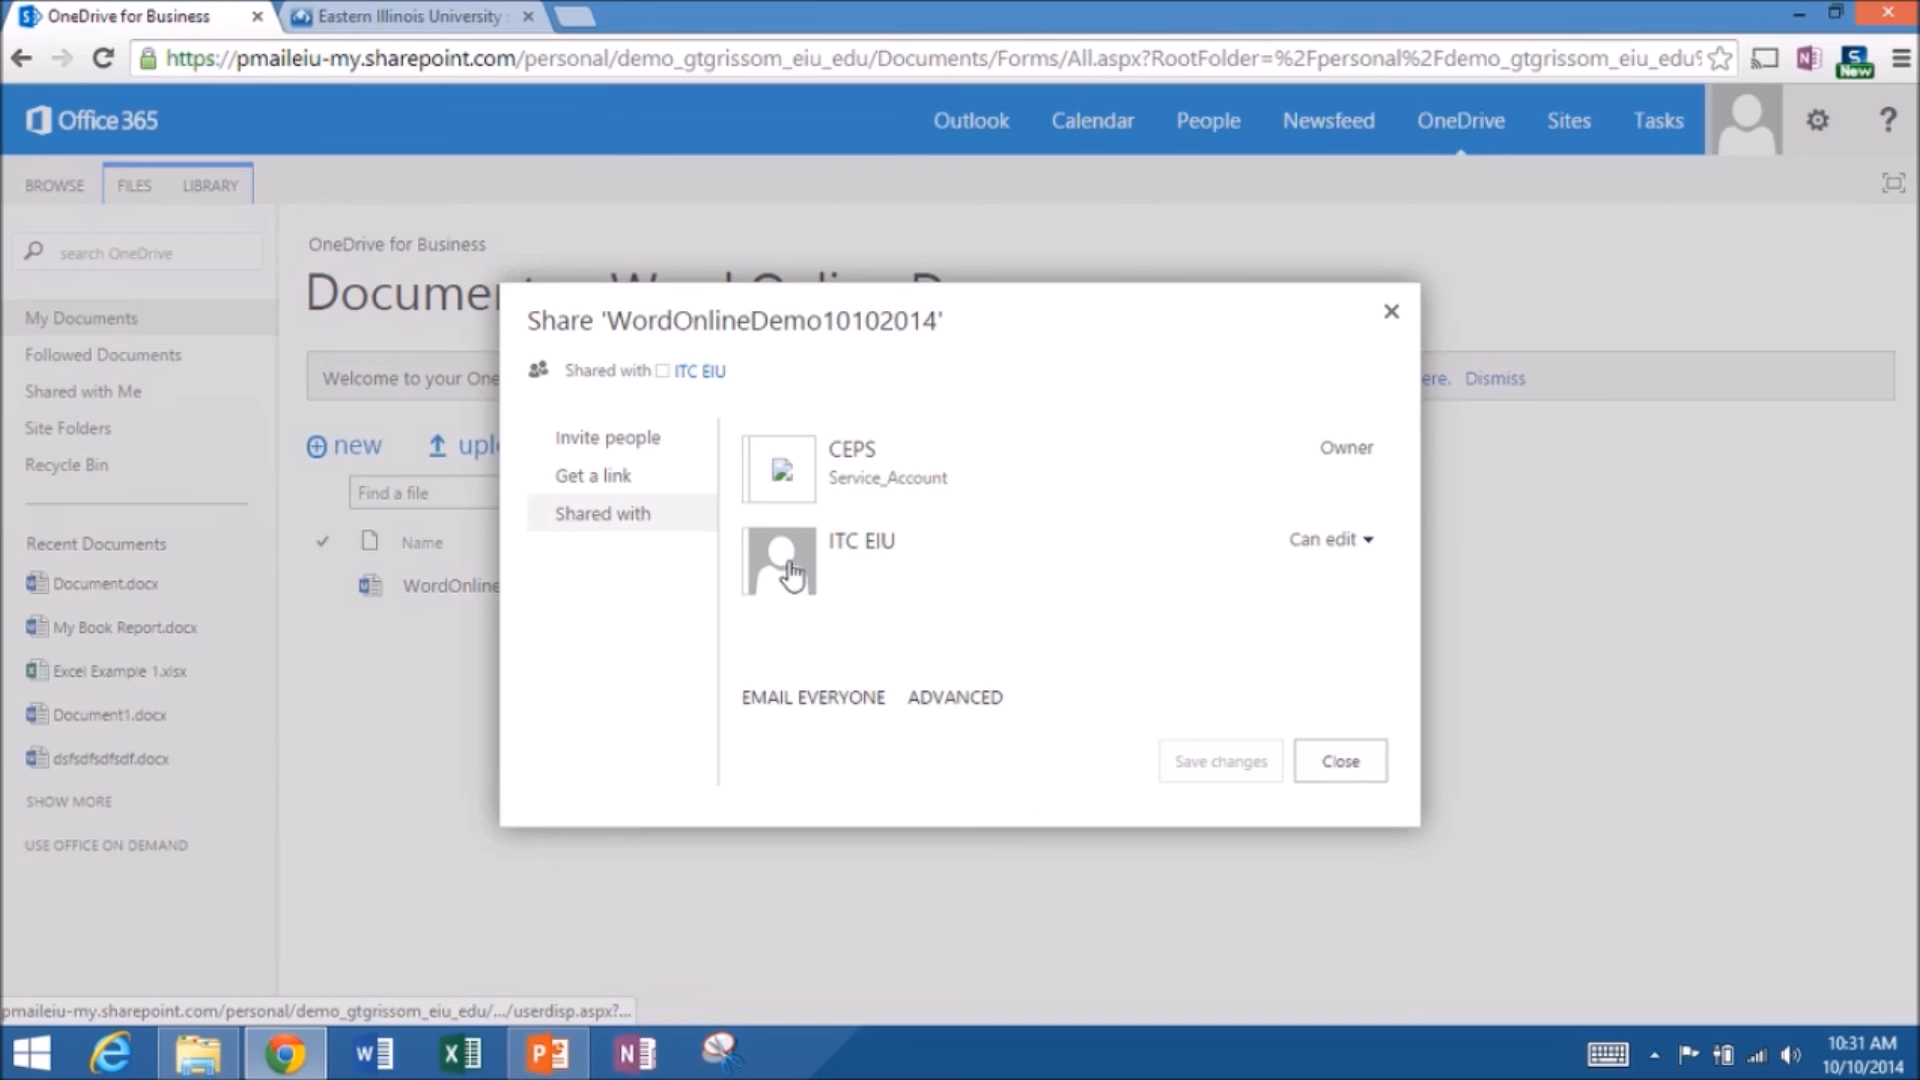 OneDrive for Business
Eastern Illinois University
https://pmaileiu-my.sharepoint.com/personal/demo_gtgrissom_eiu_edu/Documents/Forms/All.aspx?RootFolder=%2Fpersonal%2Fdemo_gtgrissom_eiu_edu%
New
Office 365
Outlook Calendar People Newsfeed OneDrive Sites Tasks ?
BROWSE FILES LIBRARY
search OneDrive
My Documents
Followed Documents
Shared with Me
Site Folders
Recycle Bin
Recent Documents
Document.docx
My Book Report.docx
Excel Example 1.xlsx
Document1.docx
dsfsdfsdfsdf.docx
SHOW MORE
USE OFFICE ON DEMAND
OneDrive for Business
Welcome to your One
ere. Dismiss
new
uplo
Find a file
Name
WordOnline
Share 'WordOnlineDemo10102014'
Shared with ITC EIU
Invite people
Get a link
Shared with
CEPS
Service_Account
Owner
ITC EIU
Can edit
EMAIL EVERYONE ADVANCED
Save changes
Close
pmaileiu-my.sharepoint.com/personal/demo_gtgrissom_eiu_edu/.../userdisp.aspx?...
10:31 AM
10/10/2014